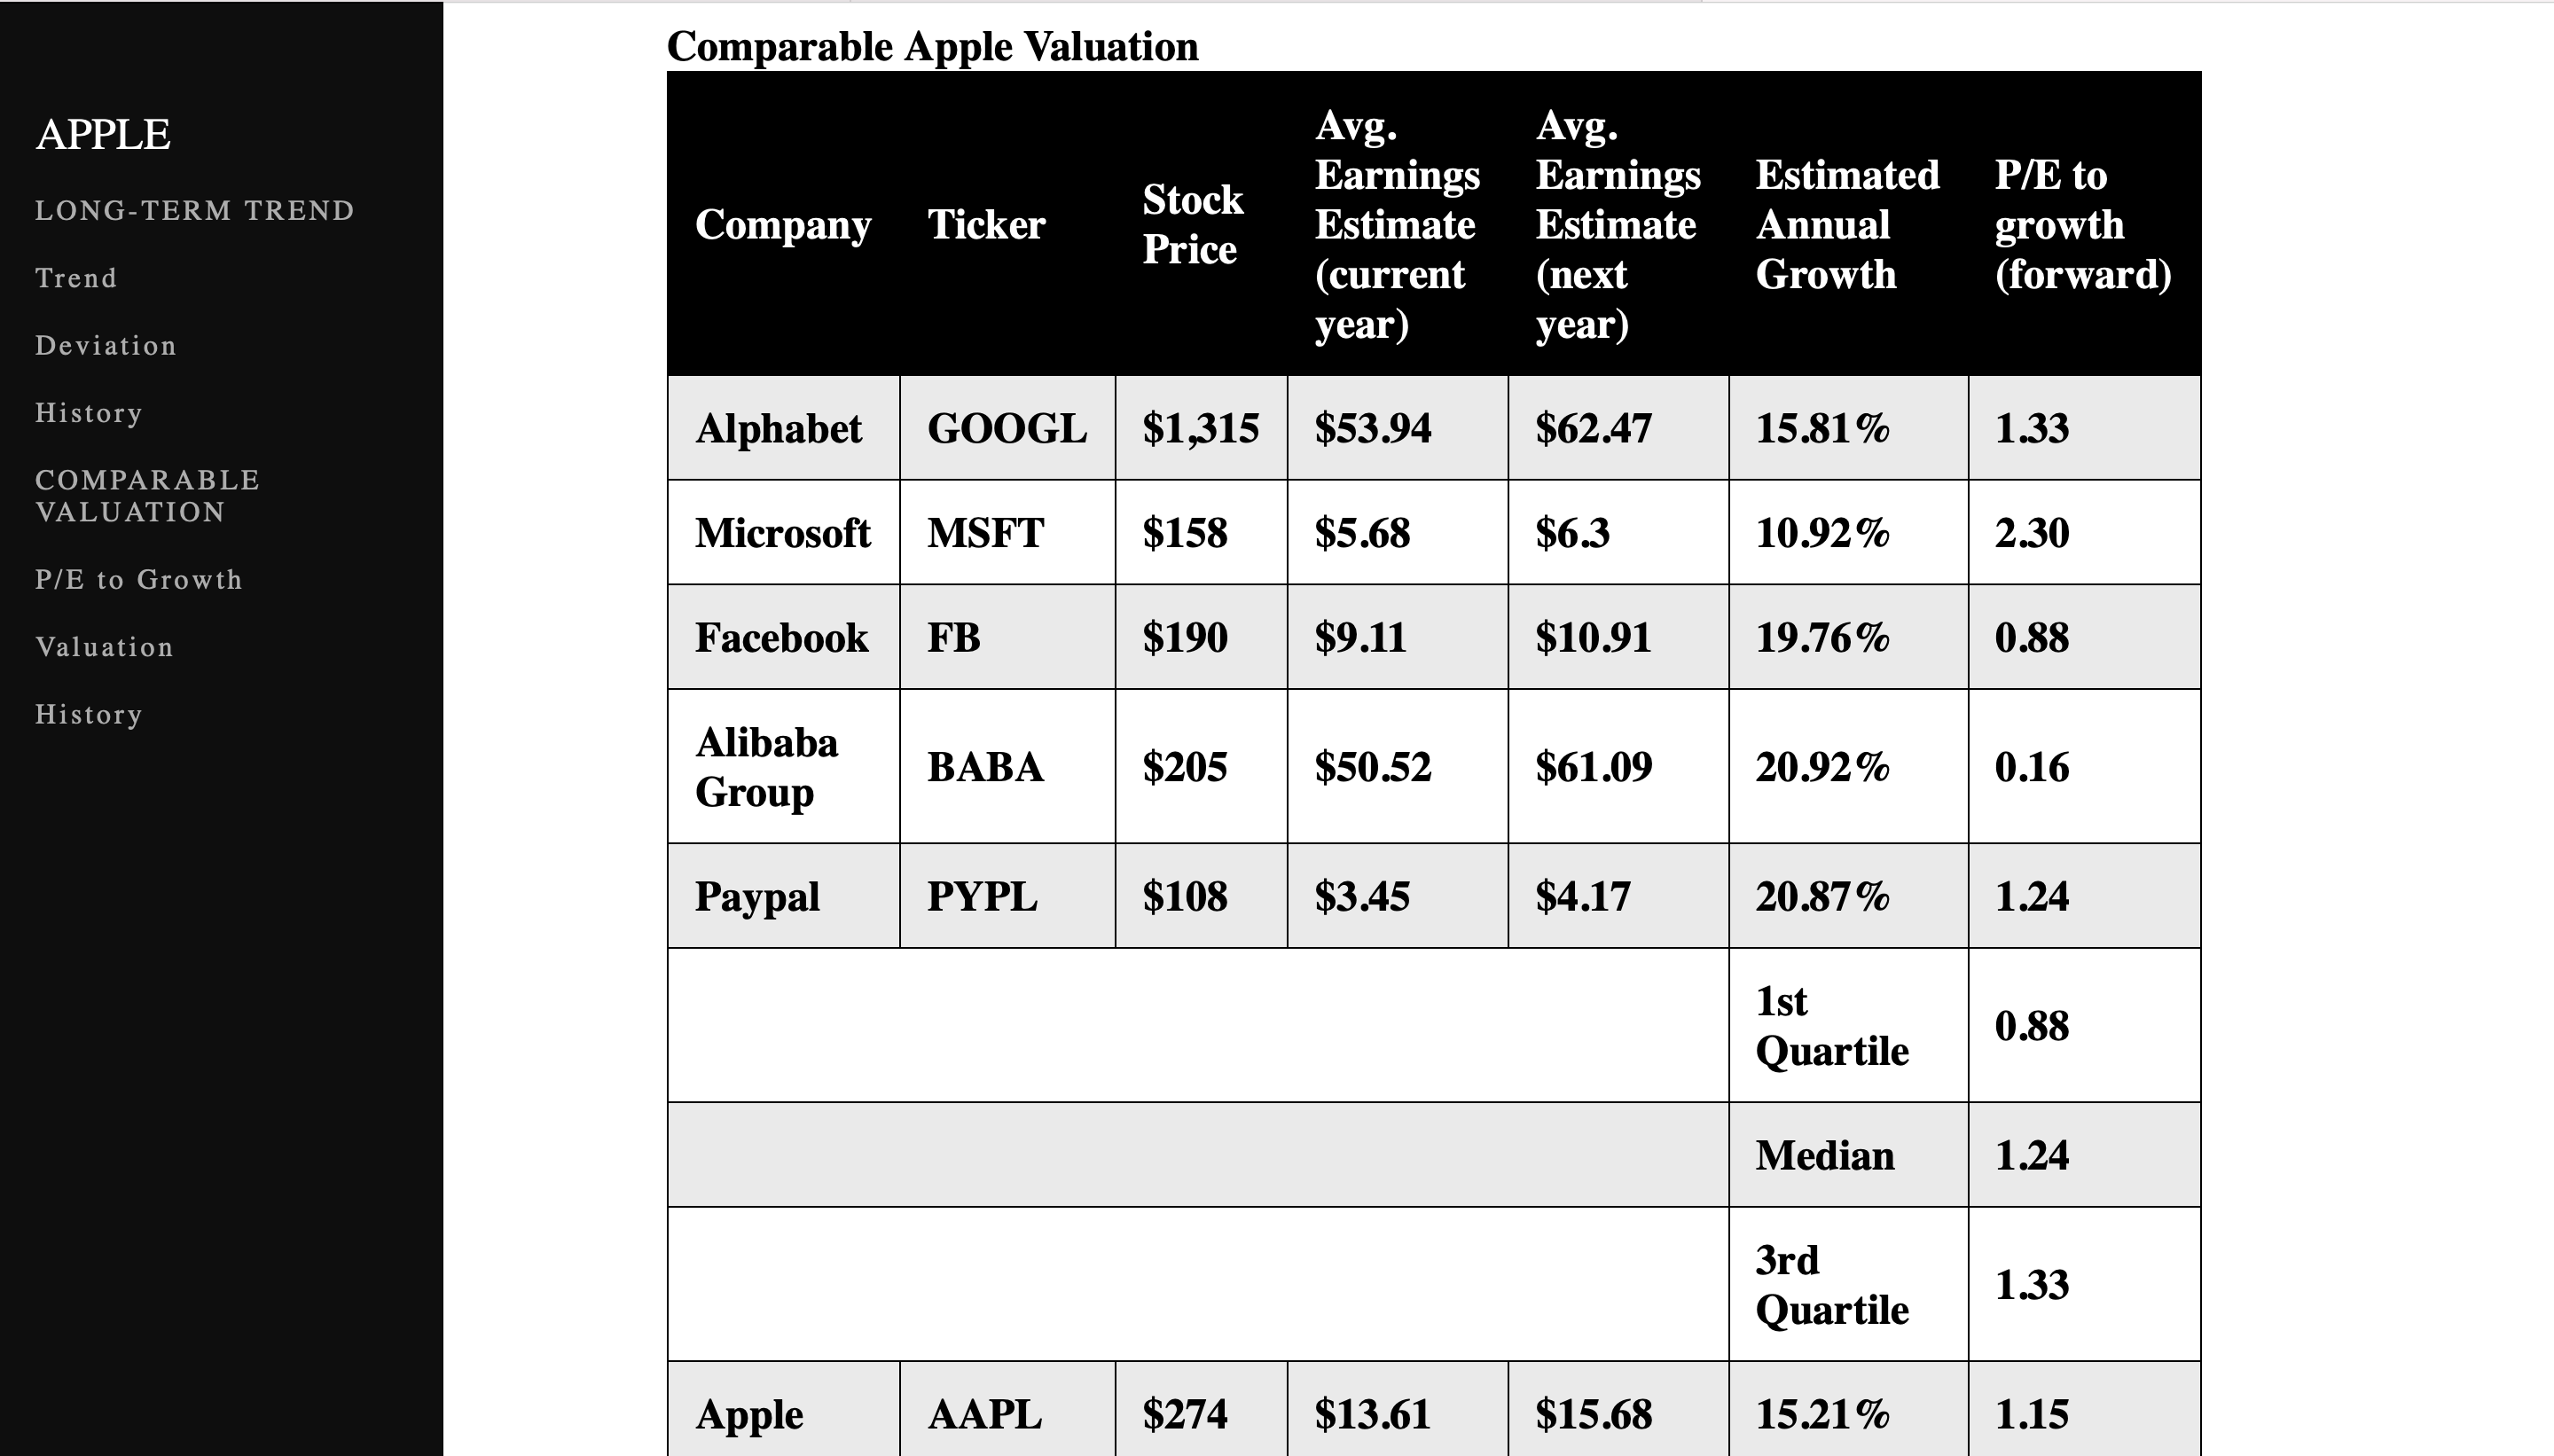 APPLE
LONG-TERM TREND
Trend
Deviation
History
COMPARABLE
VALUATION
P/E to Growth
Valuation
History
Comparable Apple Valuation
Company Ticker Stock Price Avg. Earnings Estimate (current year) Avg. Earnings Estimate (next year) Estimated Annual Growth P/E to growth (forward)
Alphabet GOOGL $1,315 $53.94 $62.47 15.81% 1.33
Microsoft MSFT $158 $5.68 $6.3 10.92% 2.30
Facebook FB $190 $9.11 $10.91 19.76% 0.88
Alibaba Group BABA $205 $50.52 $61.09 20.92% 0.16
Paypal PYPL $108 $3.45 $4.17 20.87% 1.24
1st Quartile 0.88
Median 1.24
3rd Quartile 1.33
Apple AAPL $274 $13.61 $15.68 15.21% 1.15